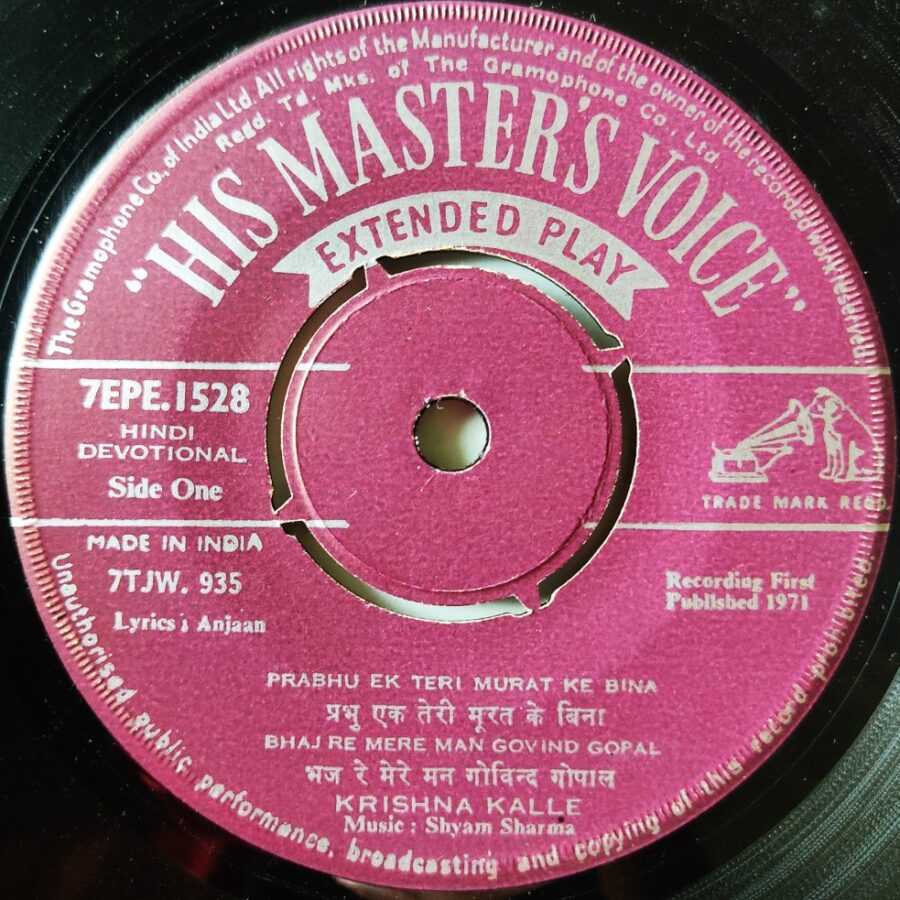 The Gramophone Co., of India Ltd. All rights of the Manufacturer and of the owner of the recorded work reserved.
Regd. Td. Mks. of The Gramophone Co., Ltd.
"HIS MASTER'S VOICE"
EXTENDED PLAY
7EPE.1528
HINDI
DEVOTIONAL
Side One
TRADE MARK REGD.
MADE IN INDIA
7TJW. 935
Lyrics : Anjaan
Recording First
Published 1971
PRABHU EK TERI MURAT KE BINA
प्रभु एक तेरी मूरत के बिना
BHAJ RE MERE MAN GOVIND GOPAL
भज रे मेरे मन गोविन्द गोपाल
KRISHNA KALLE
Music : Shyam Sharma
Unauthorised public performance, broadcasting and copying of this record prohibited.